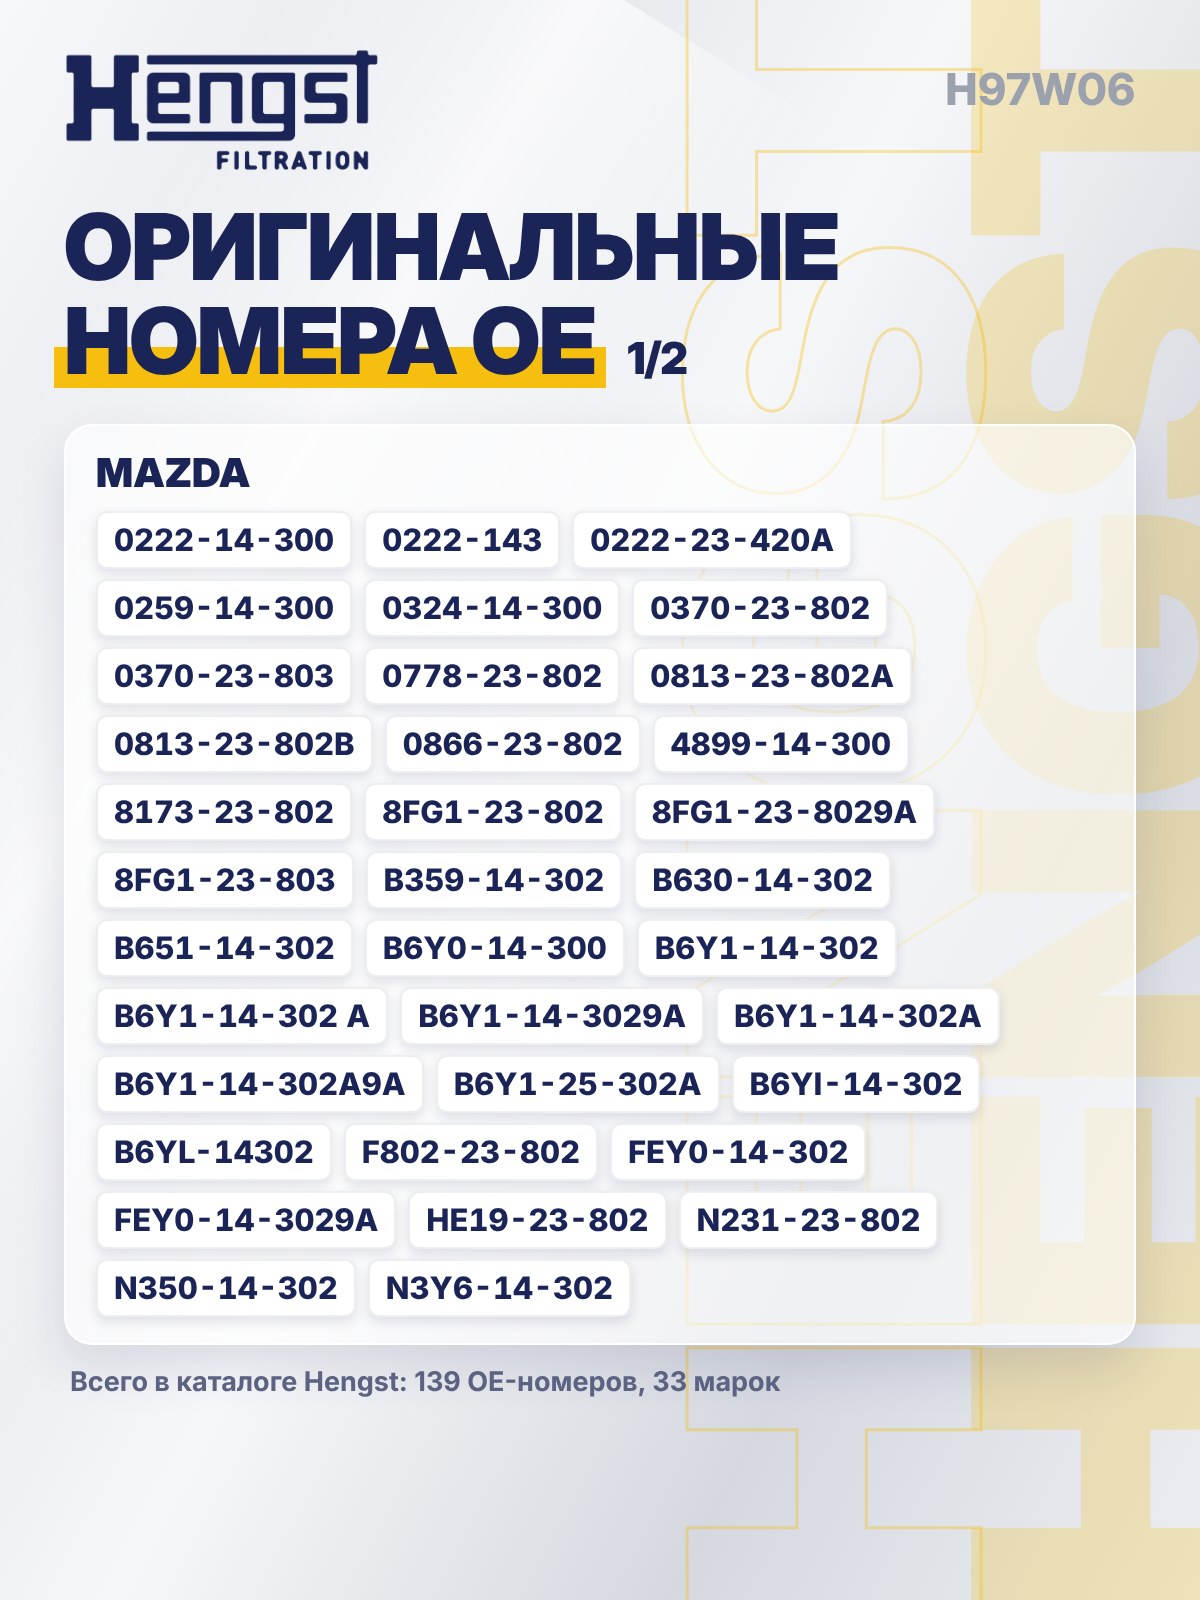 Hengst
FILTRATION
H97W06
ОРИГИНАЛЬНЫЕ
НОМЕРА OE 1/2
MAZDA
0222-14-300 0222-143 0222-23-420A
0259-14-300 0324-14-300 0370-23-802
0370-23-803 0778-23-802 0813-23-802A
0813-23-802B 0866-23-802 4899-14-300
8173-23-802 8FG1-23-802 8FG1-23-8029A
8FG1-23-803 B359-14-302 B630-14-302
B651-14-302 B6Y0-14-300 B6Y1-14-302
B6Y1-14-302 A B6Y1-14-3029A B6Y1-14-302A
B6Y1-14-302A9A B6Y1-25-302A B6YI-14-302
B6YL-14302 F802-23-802 FEY0-14-302
FEY0-14-3029A HE19-23-802 N231-23-802
N350-14-302 N3Y6-14-302
Всего в каталоге Hengst: 139 OE-номеров, 33 марок
HENGST
HENGST